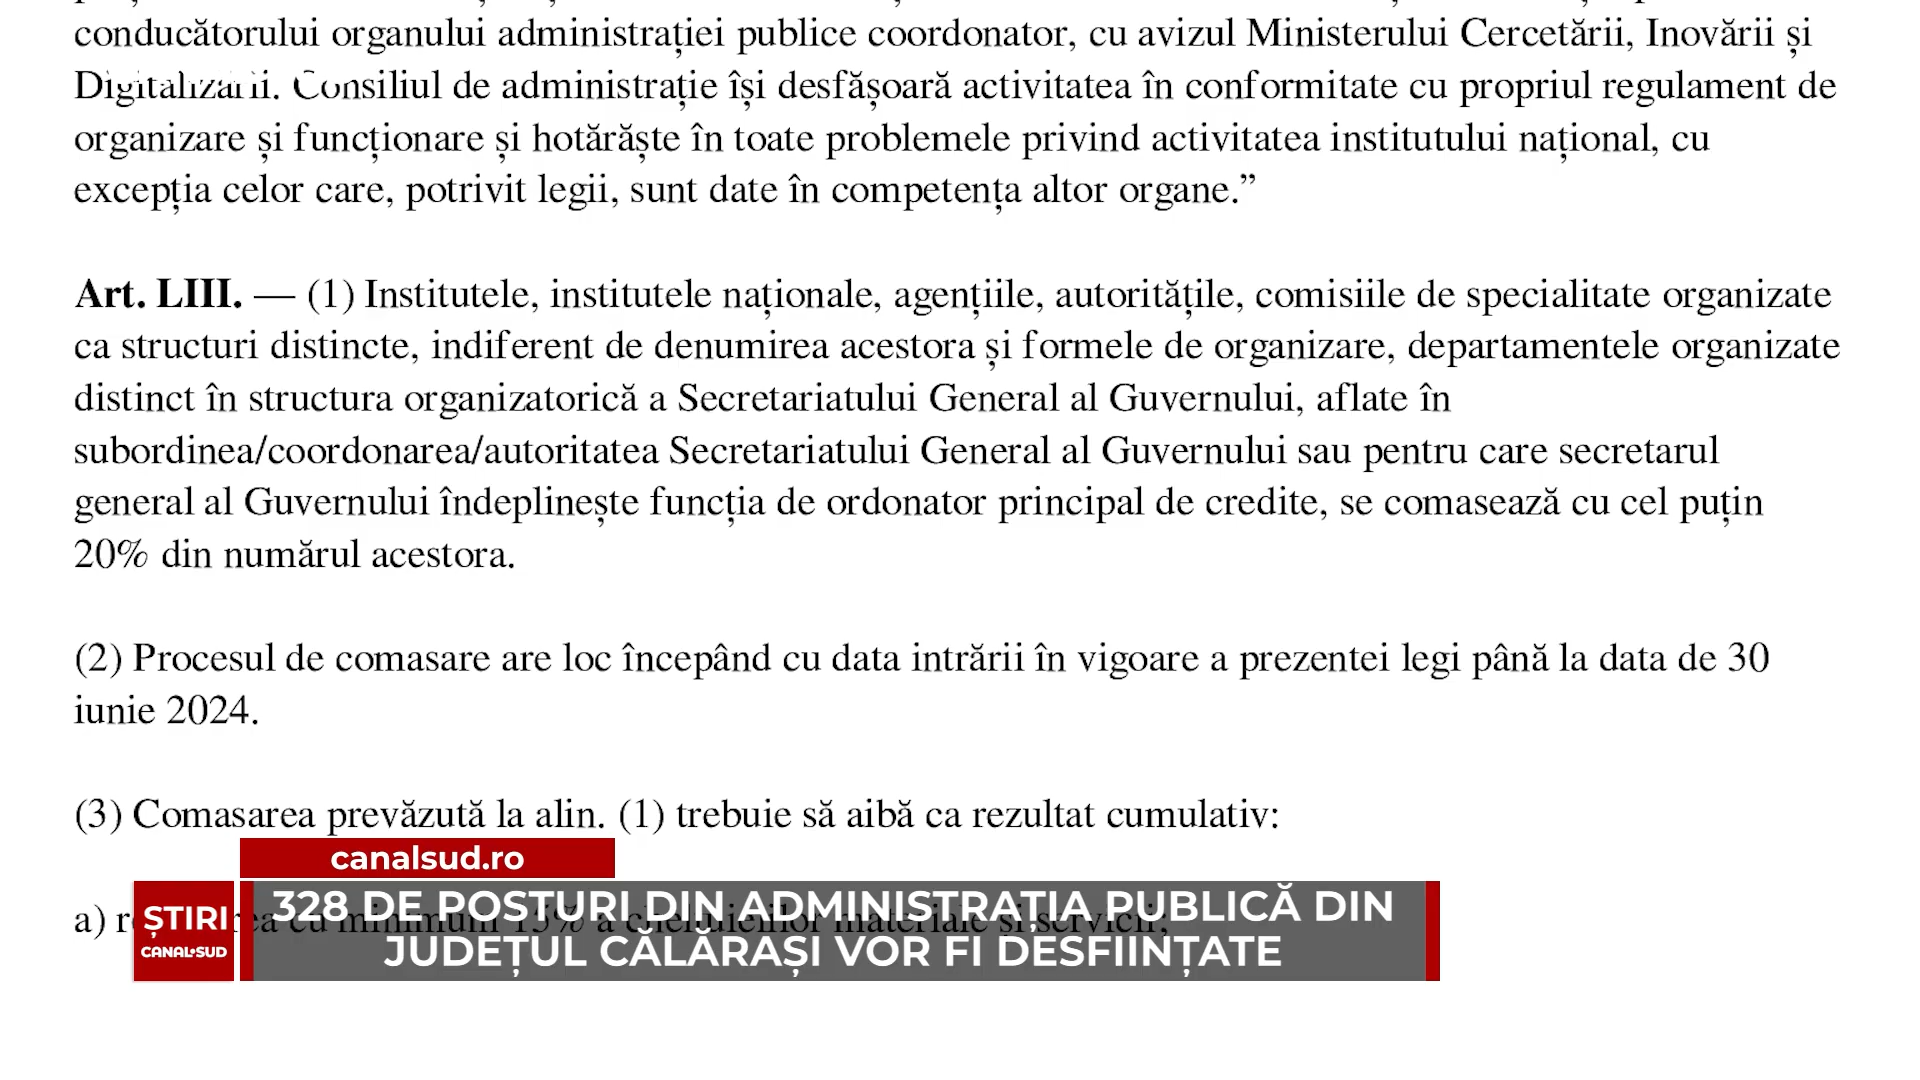 conducătorului organului administrației publice coordonator, cu avizul Ministerului Cercetării, Inovării și
Digitalizării. Consiliul de administrație își desfășoară activitatea în conformitate cu propriul regulament de
organizare și funcționare și hotărăște în toate problemele privind activitatea institutului național, cu
excepția celor care, potrivit legii, sunt date în competența altor organe.”
Art. LIII. — (1) Institutele, institutele naționale, agențiile, autoritățile, comisiile de specialitate organizate
ca structuri distincte, indiferent de denumirea acestora și formele de organizare, departamentele organizate
distinct în structura organizatorică a Secretariatului General al Guvernului, aflate în
subordinea/coordonarea/autoritatea Secretariatului General al Guvernului sau pentru care secretarul
general al Guvernului îndeplinește funcția de ordonator principal de credite, se comasează cu cel puțin
20% din numărul acestora.
(2) Procesul de comasare are loc începând cu data intrării în vigoare a prezentei legi până la data de 30
iunie 2024.
(3) Comasarea prevăzută la alin. (1) trebuie să aibă ca rezultat cumulativ:
a) cu minimum 15% a cheltuielilor materiale și servicii;
canalsud.ro
ȘTIRI
CANAL SUD
328 DE POSTURI DIN ADMINISTRAȚIA PUBLICĂ DIN
JUDEȚUL CĂLĂRAȘI VOR FI DESFIINȚATE